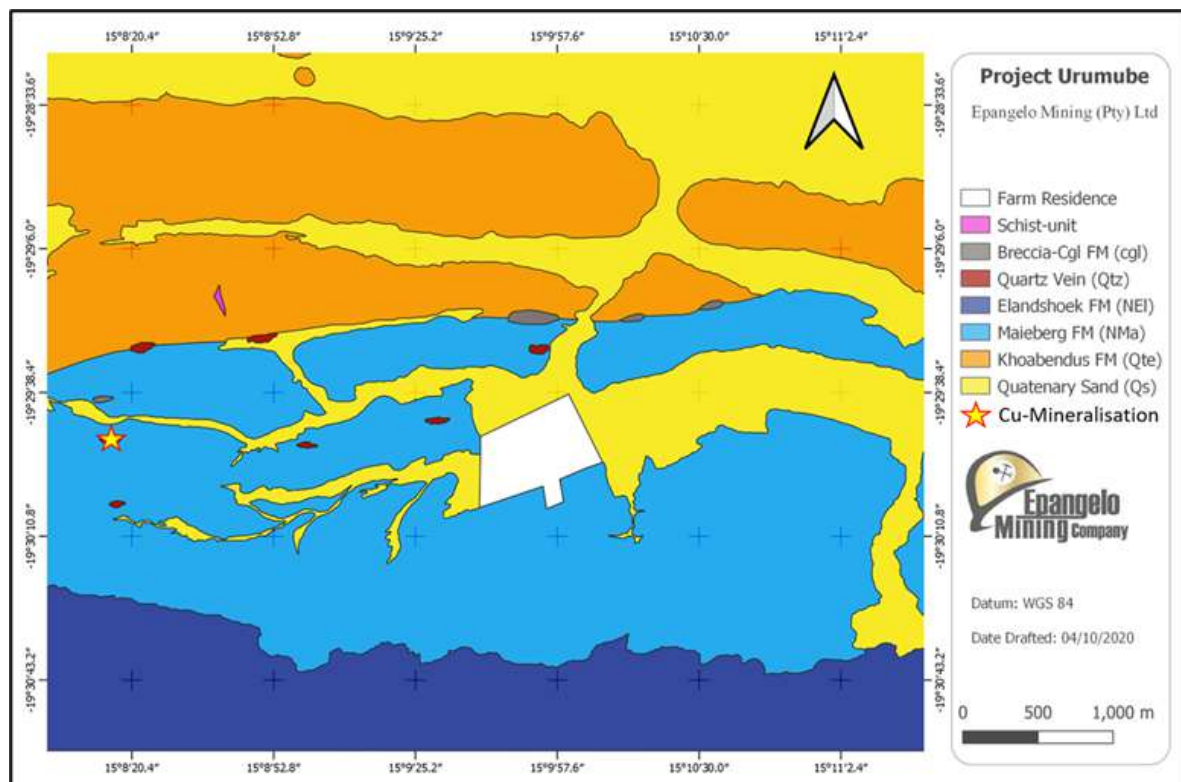 15°8'20.4" 15°8'52.8" 15°9'25.2" 15°9'57.6" 15°10'30.0" 15°11'2.4"
-19°28'33.6" -19°28'33.6"
-19°29'6.0" -19°29'6.0"
-19°29'38.4" -19°29'38.4"
-19°30'10.8" -19°30'10.8"
-19°30'43.2" -19°30'43.2"
15°8'20.4" 15°8'52.8" 15°9'25.2" 15°9'57.6" 15°10'30.0" 15°11'2.4"
Project Urumube
Epangelo Mining (Pty) Ltd
Farm Residence
Schist-unit
Breccia-Cgl FM (cgl)
Quartz Vein (Qtz)
Elandshoek FM (NEl)
Maieberg FM (NMa)
Khoabendus FM (Qte)
Quatenary Sand (Qs)
Cu-Mineralisation
Epangelo
Mining Company
Datum: WGS 84
Date Drafted: 04/10/2020
0 500 1,000 m